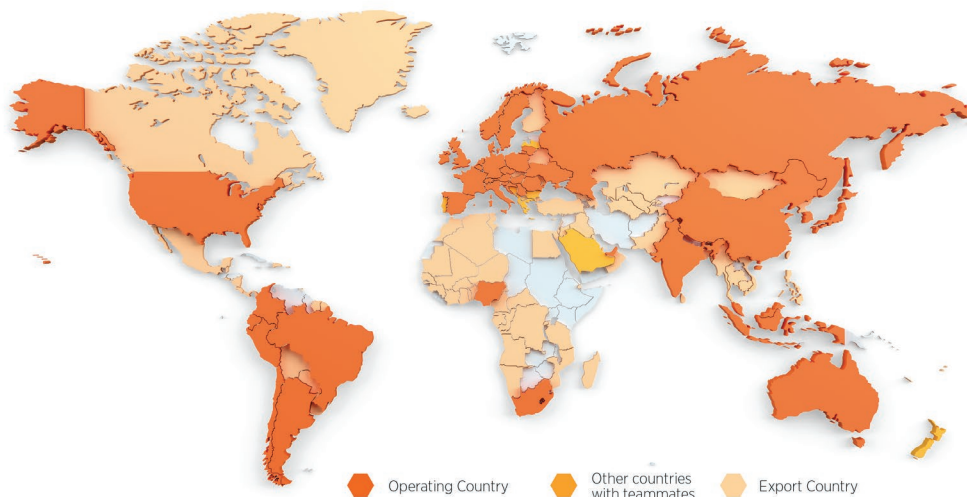 Operating Country
Other countries
with teammates
Export Country